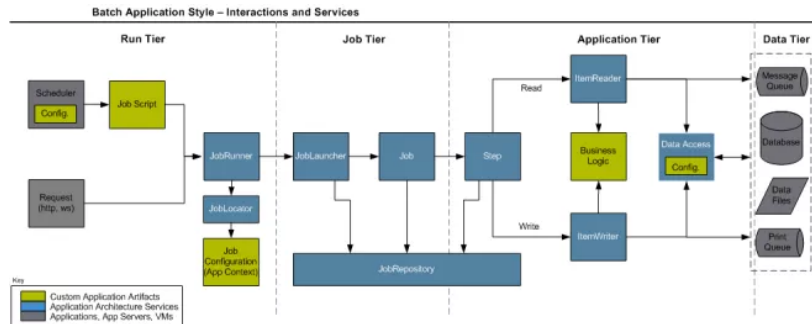 Batch Application Style – Interactions and Services
Run Tier
Job Tier
Application Tier
Data Tier
Scheduler
Config.
Job Script
Request
(http, ws)
JobRunner
JobLocator
Job
Configuration
(App Context)
JobLauncher
Job
Step
JobRepository
Read
Write
ItemReader
Business
Logic
ItemWriter
Data Access
Config.
Message
Queue
Database
Data
Files
Print
Queue
Key
Custom Application Artifacts
Application Architecture Services
Applications, App Servers, VMs